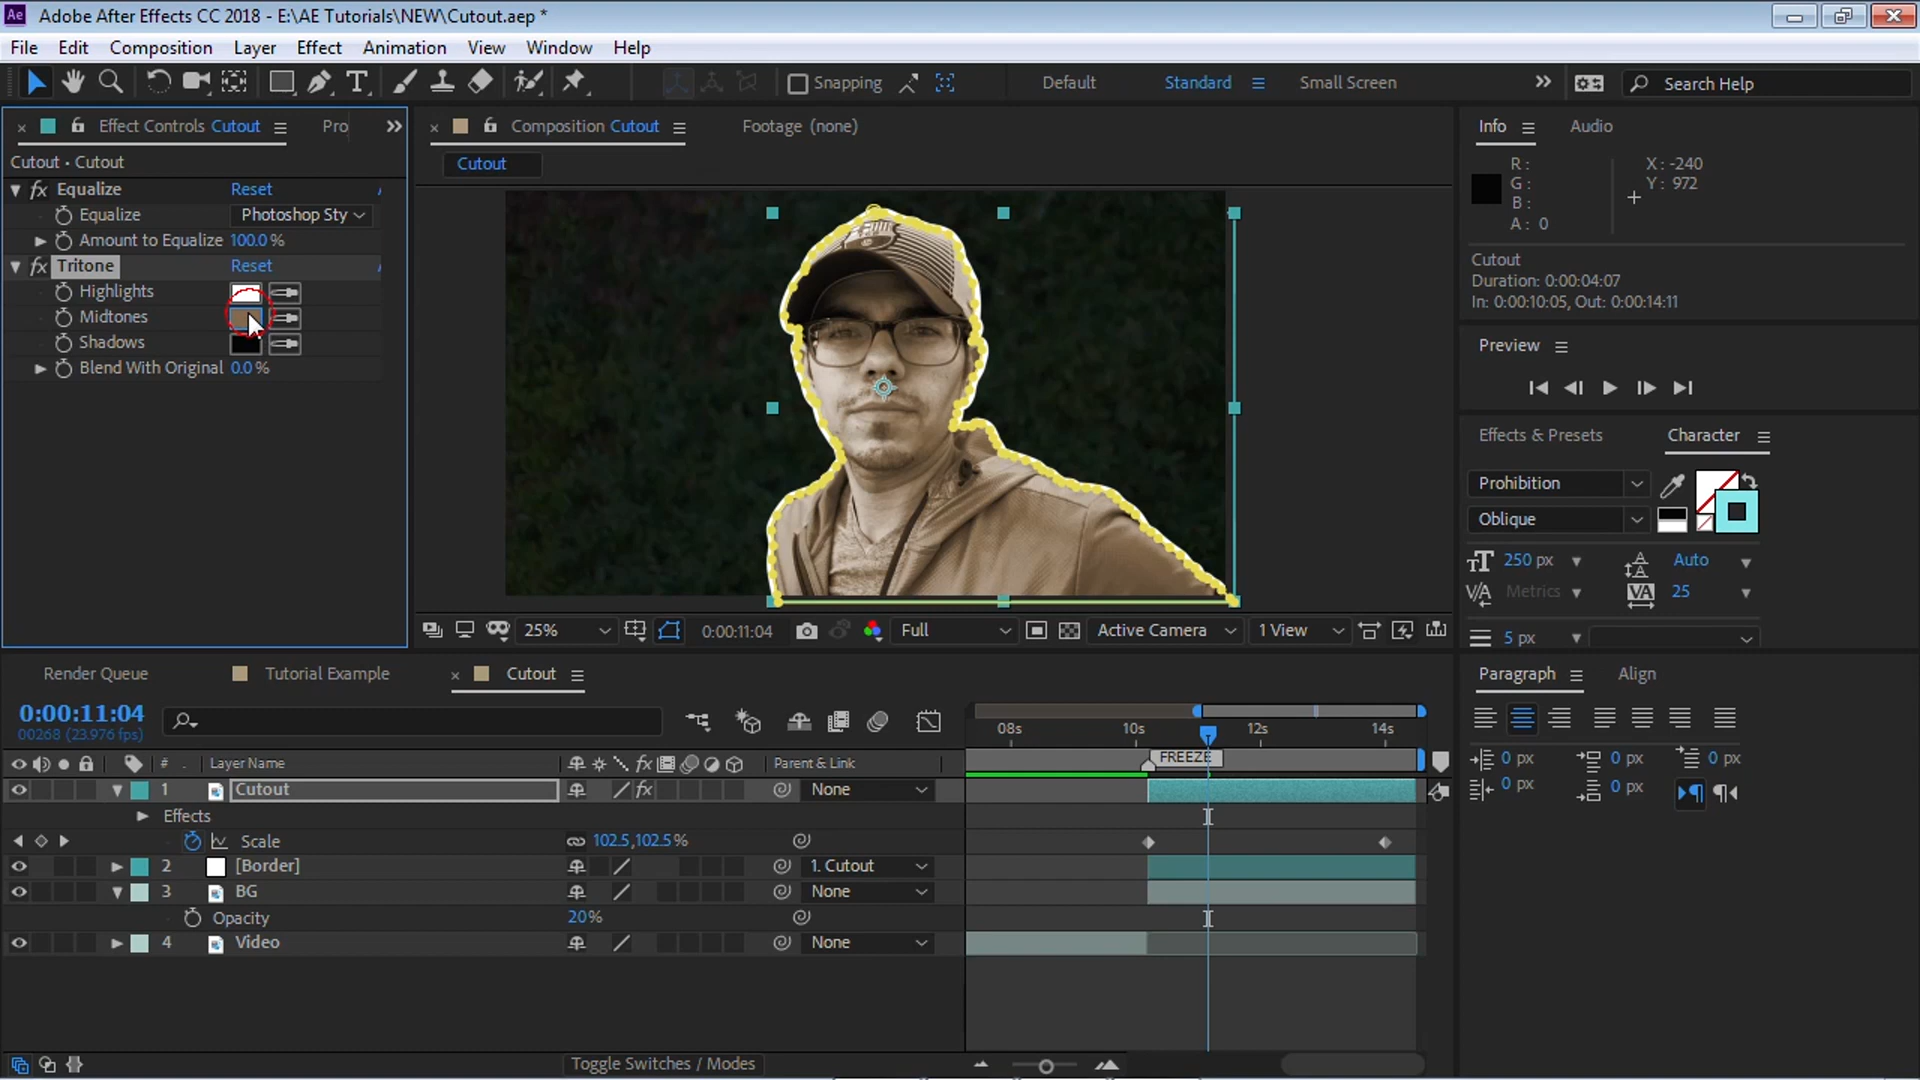 Ae Adobe After Effects CC 2018 - E:\AE Tutorials\NEW\Cutout.aep *
File Edit Composition Layer Effect Animation View Window Help
Snapping Default Standard Small Screen Search Help
Effect Controls Cutout Pro
Cutout • Cutout
fx Equalize Reset
Equalize Photoshop Sty
Amount to Equalize 100.0 %
fx Tritone Reset
Highlights
Midtones
Shadows
Blend With Original 0.0 %
Composition Cutout Footage (none)
Cutout
25% 0:00:11:04 Full Active Camera 1 View
Info Audio
R : X : -240
G : Y : 972
B :
A : 0
Cutout
Duration: 0:00:04:07
In: 0:00:10:05, Out: 0:00:14:11
Preview
Effects & Presets Character
Prohibition
Oblique
250 px Auto
Metrics 25
5 px
Paragraph Align
0 px 0 px 0 px
0 px 0 px
Render Queue Tutorial Example Cutout
0:00:11:04
00268 (23.976 fps)
08s 10s 12s 14s
FREEZE
# Layer Name Parent & Link
1 Cutout fx None
Effects
Scale 102.5,102.5%
2 [Border] 1. Cutout
3 BG None
Opacity 20%
4 Video None
Toggle Switches / Modes